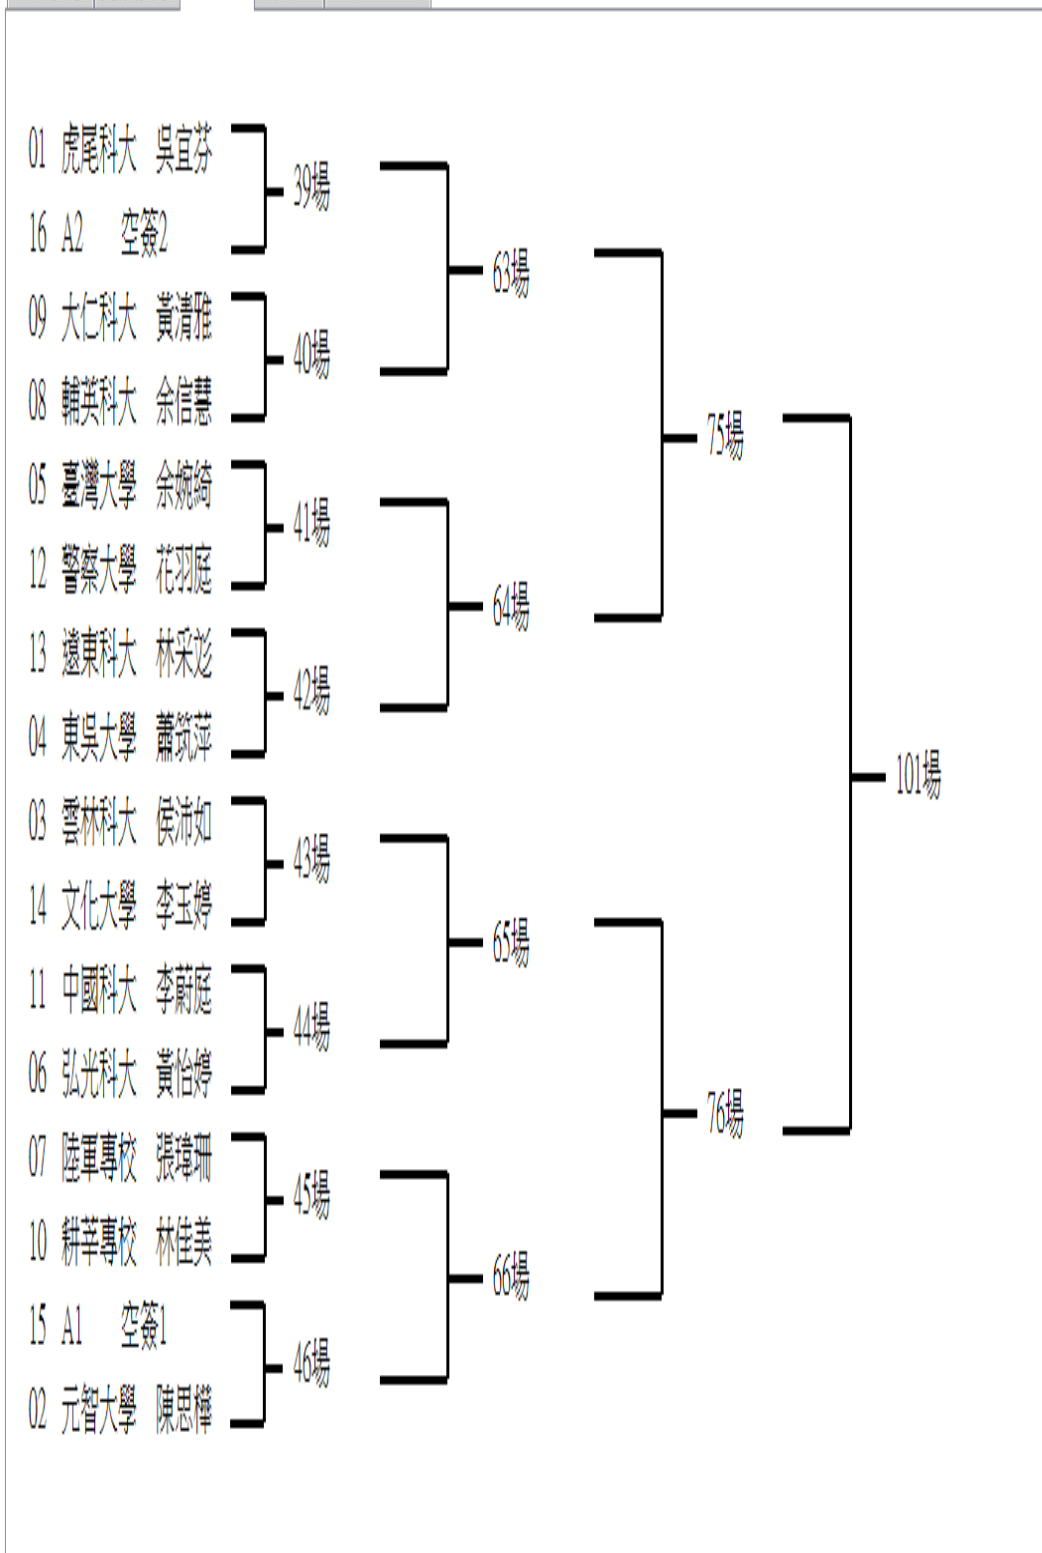 01 虎尾科大 吳宜芬
39場
16 A2 空簽2
63場
09 大仁科大 黃清雅
40場
08 輔英科大 余信慧
75場
05 臺灣大學 余婉綺
41場
12 警察大學 花羽庭
64場
13 遠東科大 林采彣
42場
04 東吳大學 蕭筑萍
101場
03 雲林科大 侯沛如
43場
14 文化大學 李玉婷
65場
11 中國科大 李蔚庭
44場
06 弘光科大 黃怡婷
76場
07 陸軍專校 張瑋珊
45場
10 耕莘專校 林佳美
66場
15 A1 空簽1
46場
02 元智大學 陳思樺